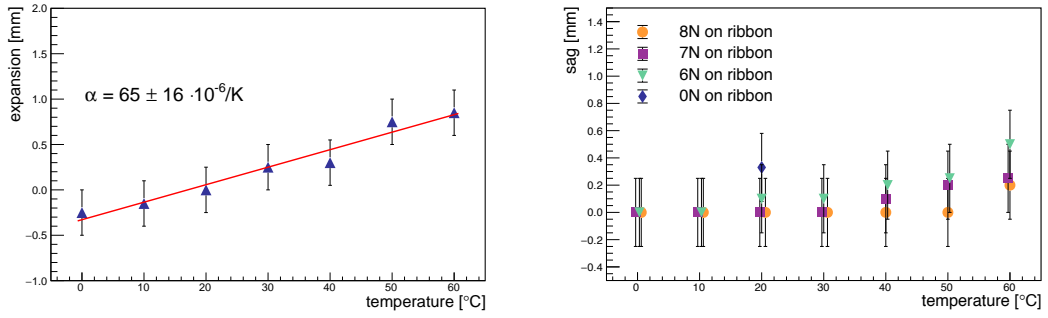 expansion [mm]
2.0
1.5
1.0
0.5
0.0
−0.5
−1.0
α = 65 ± 16 ·10⁻⁶/K
0 10 20 30 40 50 60
temperature [°C]
sag [mm]
1.4
1.2
1.0
0.8
0.6
0.4
0.2
0.0
−0.2
−0.4
8N on ribbon
7N on ribbon
6N on ribbon
0N on ribbon
0 10 20 30 40 50 60
temperature [°C]